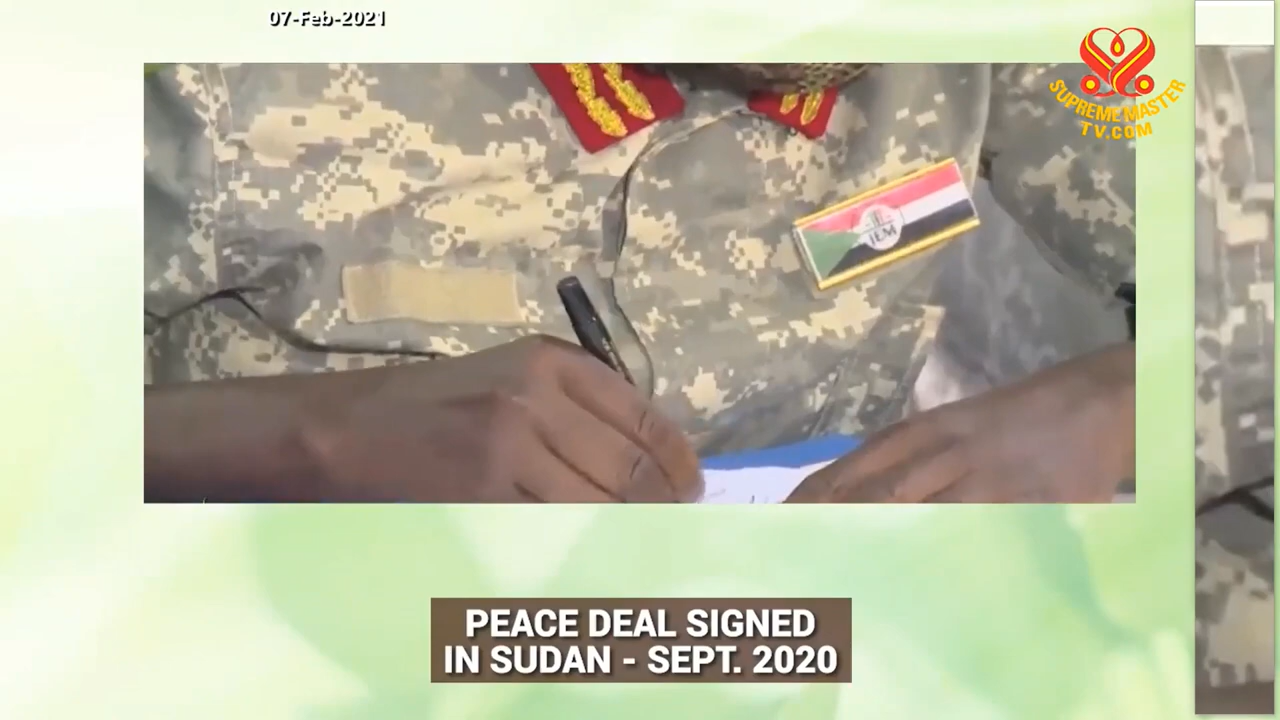 07-Feb-2021
SUPREME MASTER
TV.COM
JEM
PEACE DEAL SIGNED
IN SUDAN - SEPT. 2020